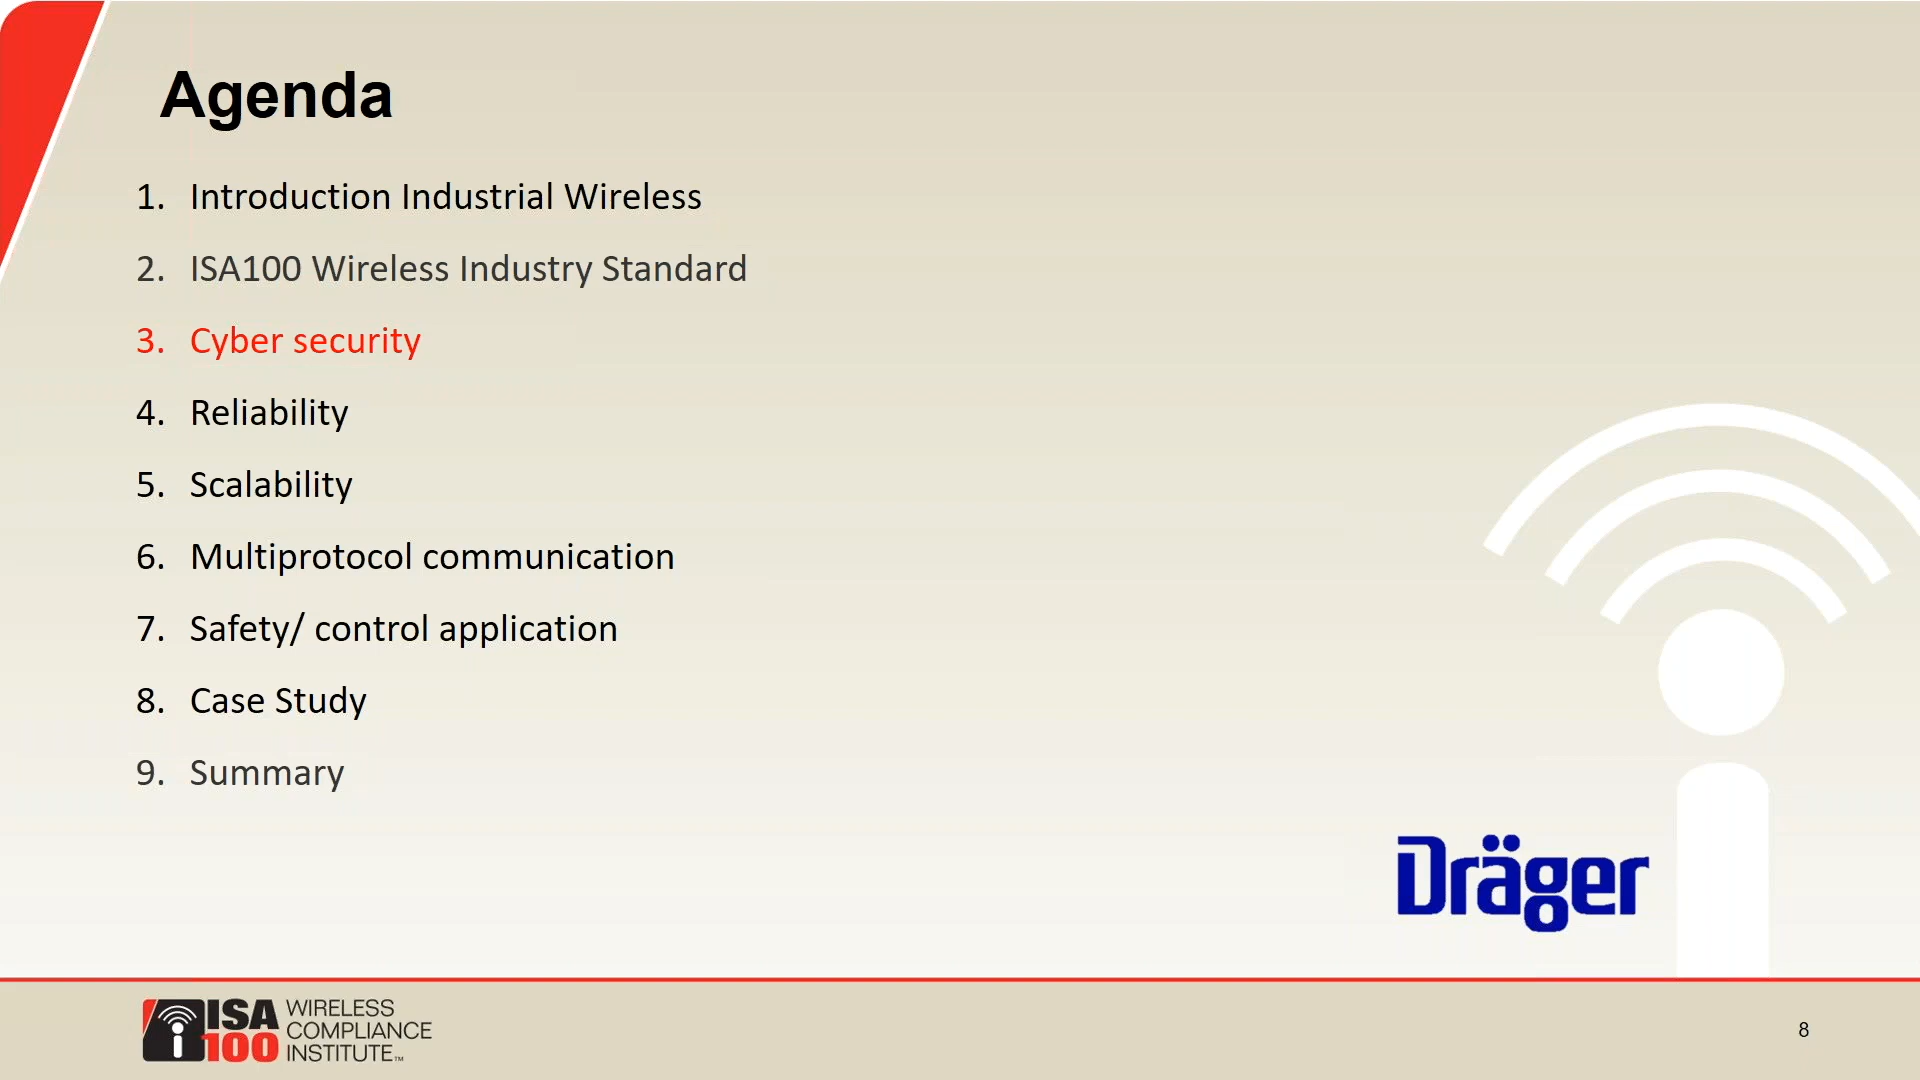 Agenda
1. Introduction Industrial Wireless
2. ISA100 Wireless Industry Standard
3. Cyber security
4. Reliability
5. Scalability
6. Multiprotocol communication
7. Safety/ control application
8. Case Study
9. Summary
Dräger
ISA
100
WIRELESS
COMPLIANCE
INSTITUTE™
8